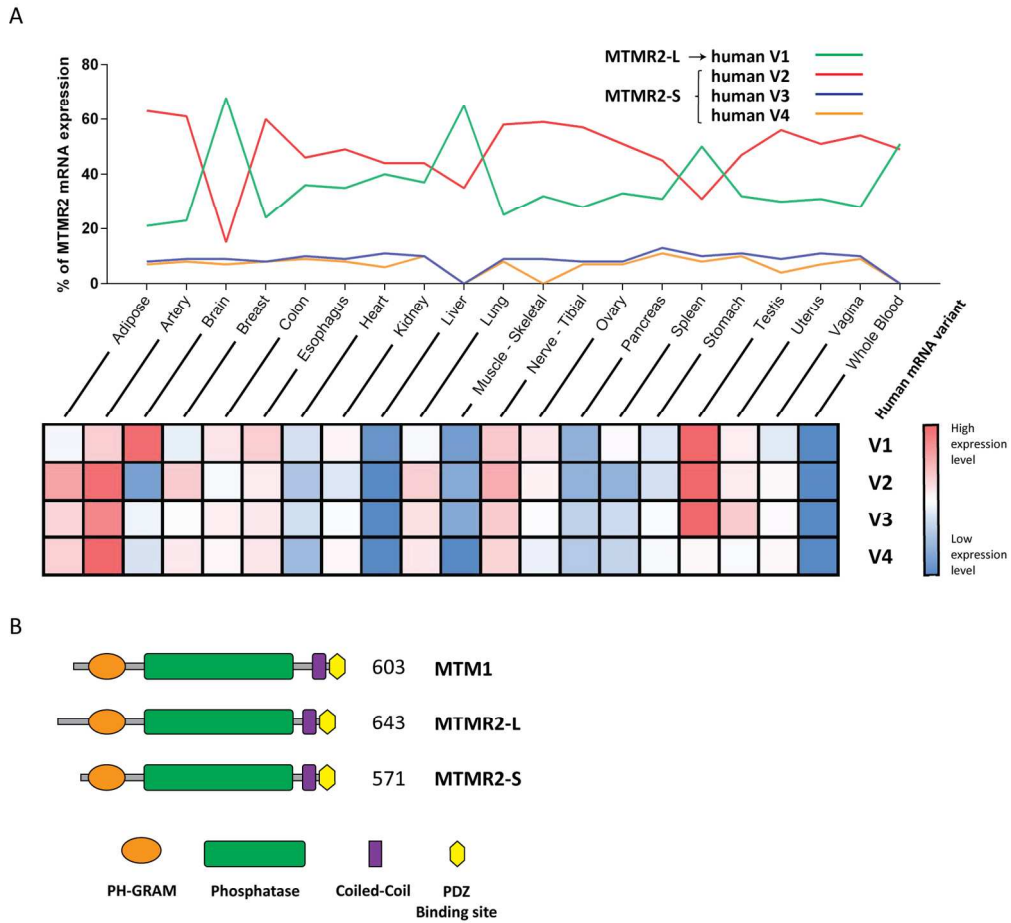 A
MTMR2-L → human V1
human V2
MTMR2-S
human V3
human V4
% of MTMR2 mRNA expression
80
60
40
20
0
Adipose
Artery
Brain
Breast
Colon
Esophagus
Heart
Kidney
Liver
Lung
Muscle - Skeletal
Nerve - Tibial
Ovary
Pancreas
Spleen
Stomach
Testis
Uterus
Vagina
Whole Blood
Human mRNA variant
V1
V2
V3
V4
High
expression
level
Low
expression
level
B
603 MTM1
643 MTMR2-L
571 MTMR2-S
PH-GRAM Phosphatase Coiled-Coil PDZ
Binding site